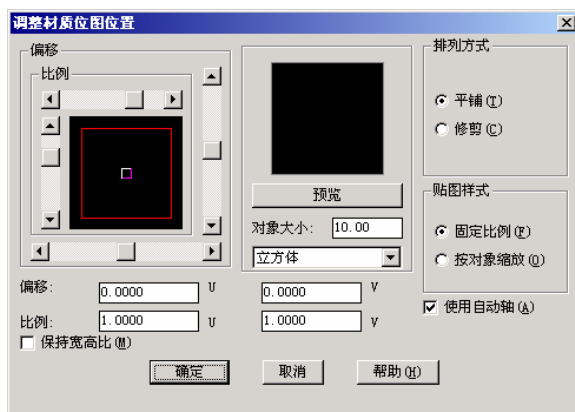 调整材质位图位置
偏移
比例
预览
对象大小: 10.00
立方体
排列方式
平铺(T)
修剪(C)
贴图样式
固定比例(F)
按对象缩放(O)
使用自动轴(A)
偏移: 0.0000 U 0.0000 V
比例: 1.0000 U 1.0000 V
保持宽高比(M)
确定 取消 帮助(H)